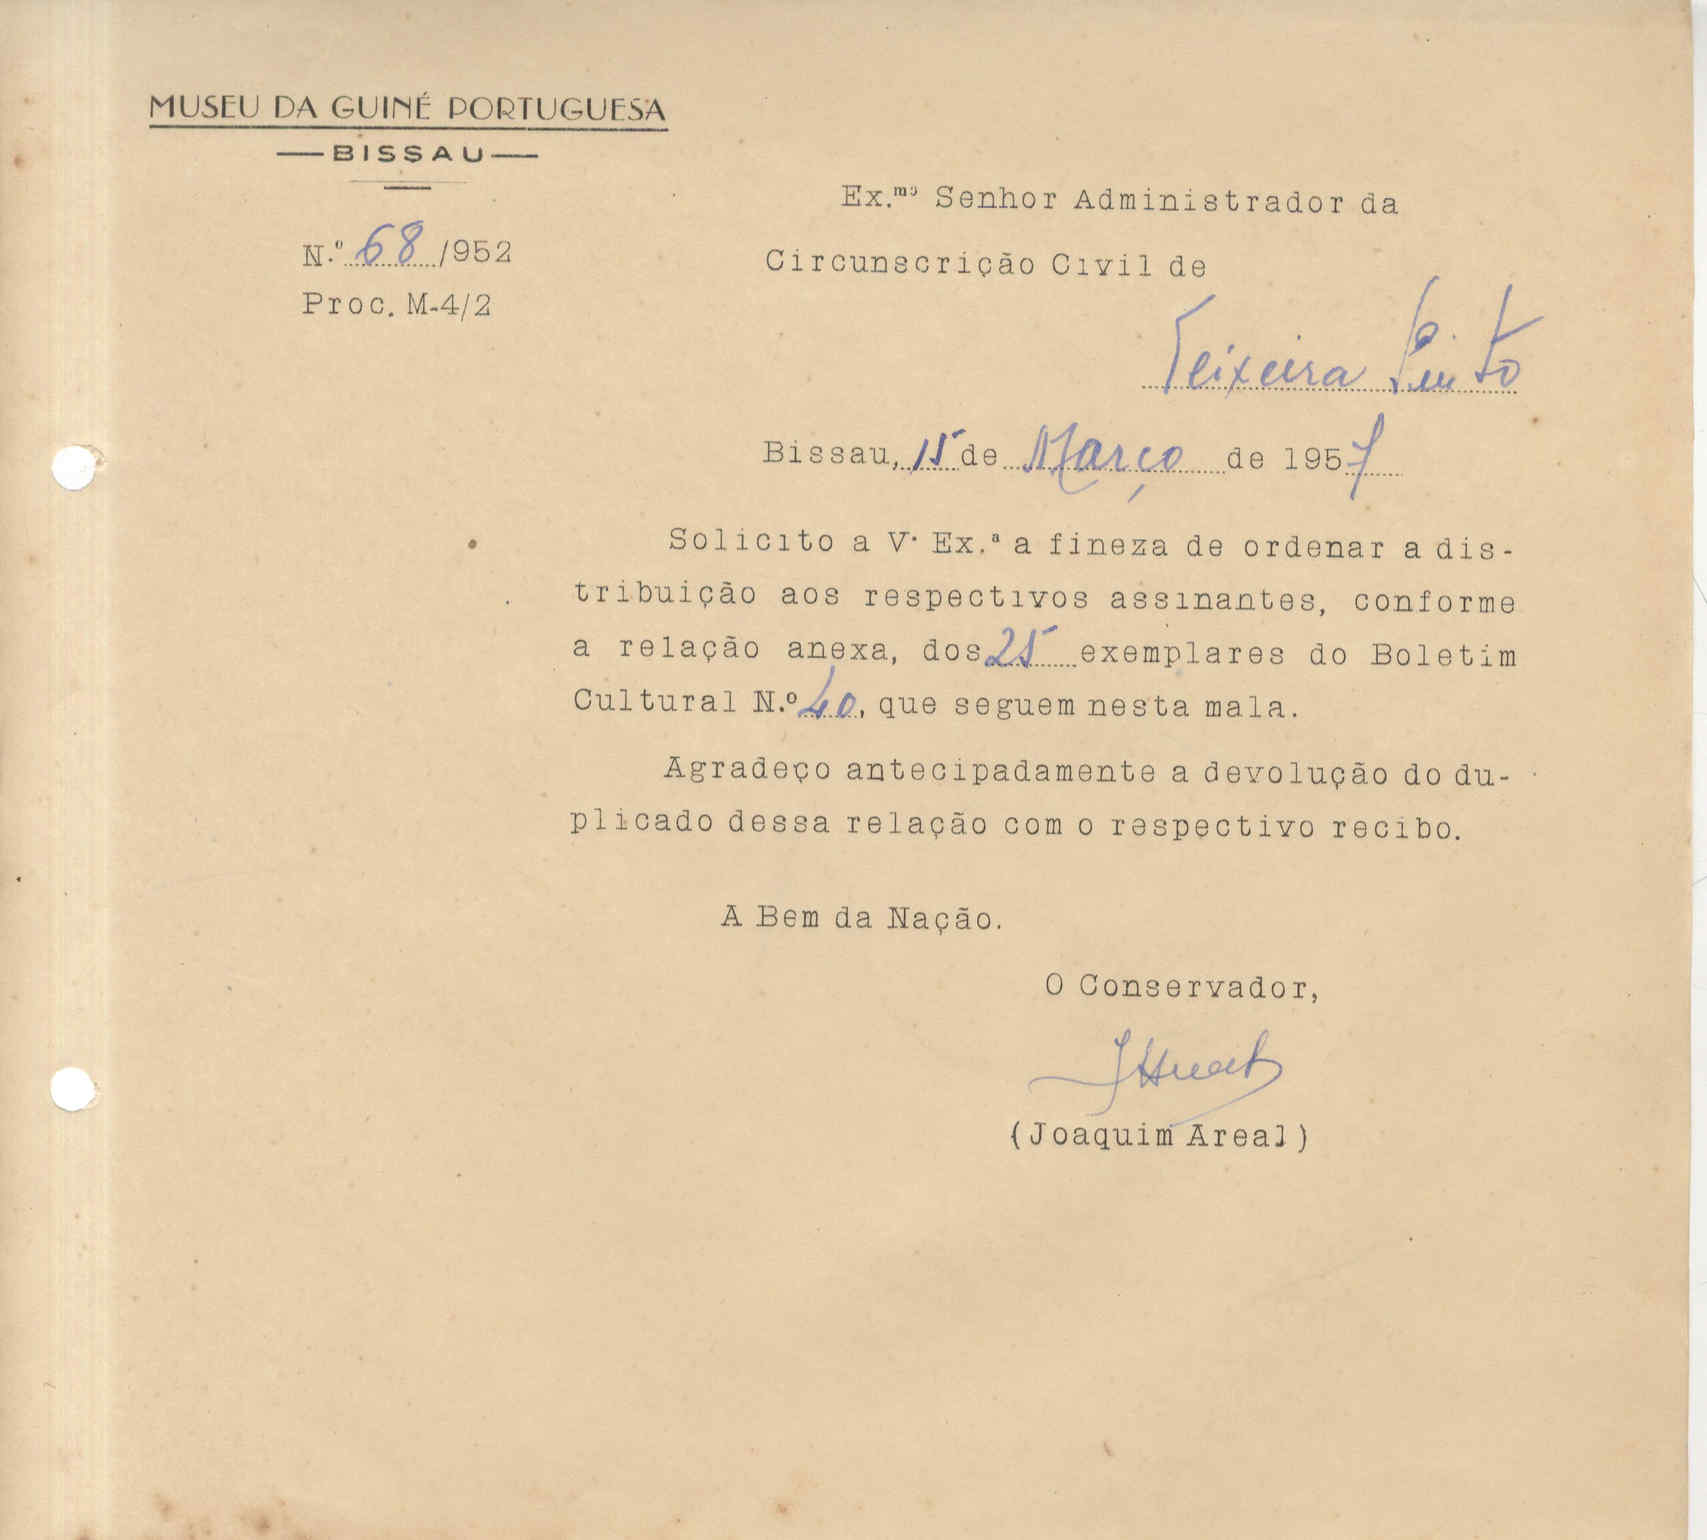 MUSEU DA GUINÉ PORTUGUESA
BISSAU
N.º 68 /952
Proc. M-4/2
Ex.mº Senhor Administrador da
Circunscrição Civil de
Teixeira Pinto
Bissau, 15 de Março de 1957
Solicito a V. Ex.ª a fineza de ordenar a dis-
tribuição aos respectivos assinantes, conforme
a relação anexa, dos 25 exemplares do Boletim
Cultural N.º 40, que seguem nesta mala.
Agradeço antecipadamente a devolução do du-
plicado dessa relação com o respectivo recibo.
A Bem da Nação.
O Conservador,
(Joaquim Areal)